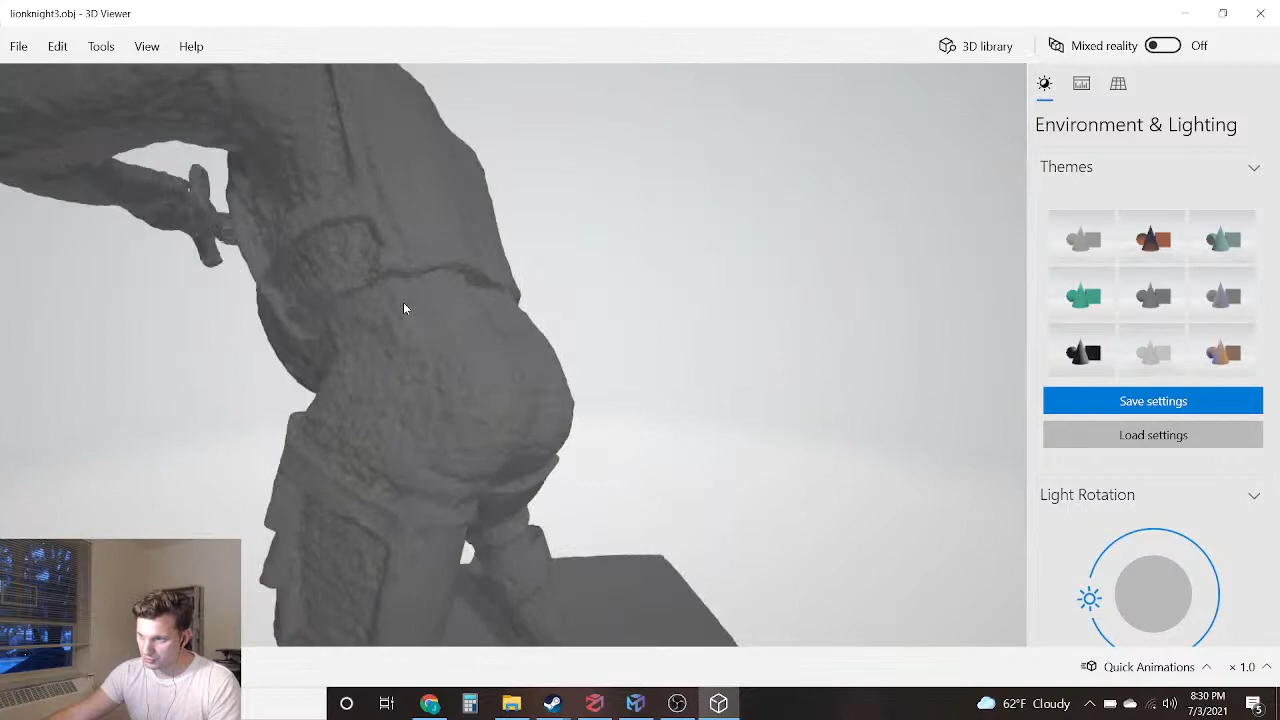 lionknight3.obj - 3D Viewer
File Edit Tools View Help 3D library Mixed reality Off
Environment & Lighting
Themes
Save settings
Load settings
Light Rotation
Quick Animations × 1.0
62°F Cloudy 8:30 PM
7/3/2021